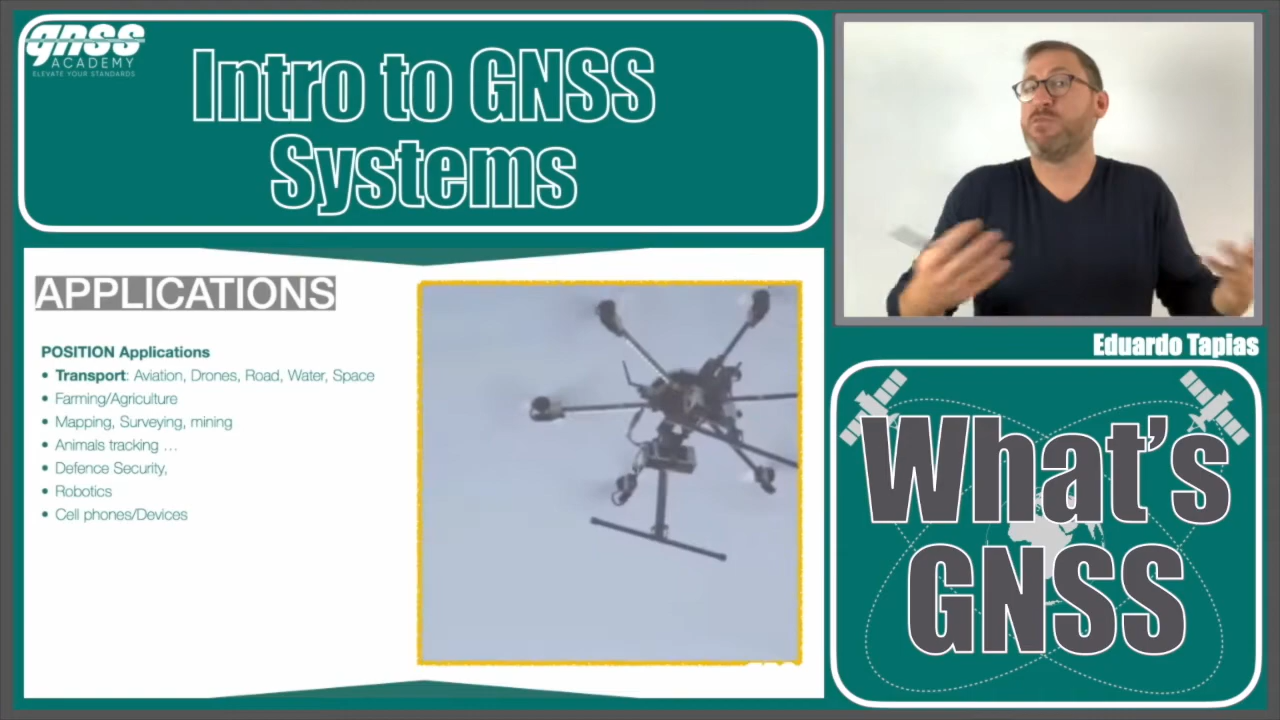 gnss
ACADEMY
ELEVATE YOUR STANDARDS
Intro to GNSS
Systems
APPLICATIONS
POSITION Applications
• Transport: Aviation, Drones, Road, Water, Space
• Farming/Agriculture
• Mapping, Surveying, mining
• Animals tracking ...
• Defence Security,
• Robotics
• Cell phones/Devices
Eduardo Tapias
What's
GNSS